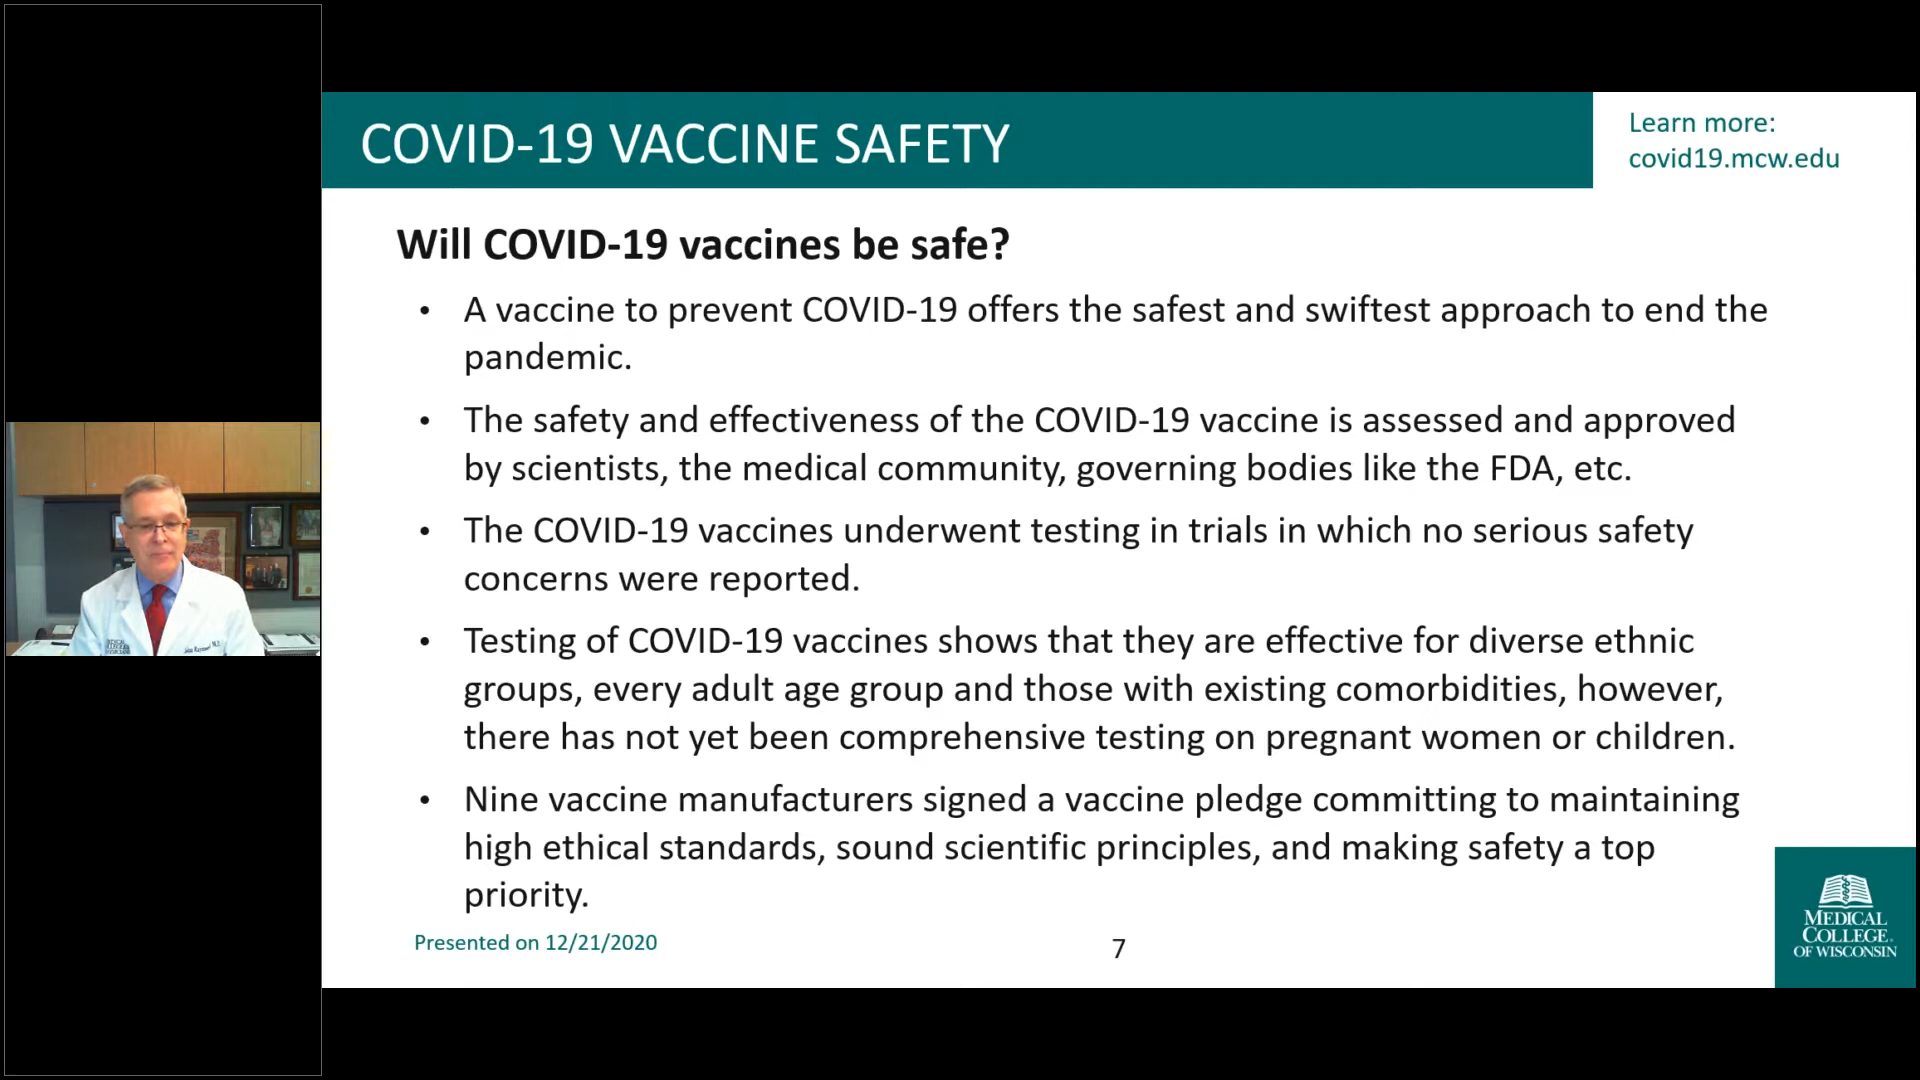 COVID-19 VACCINE SAFETY
Learn more:
covid19.mcw.edu
Will COVID-19 vaccines be safe?
• A vaccine to prevent COVID-19 offers the safest and swiftest approach to end the
pandemic.
• The safety and effectiveness of the COVID-19 vaccine is assessed and approved
by scientists, the medical community, governing bodies like the FDA, etc.
• The COVID-19 vaccines underwent testing in trials in which no serious safety
concerns were reported.
• Testing of COVID-19 vaccines shows that they are effective for diverse ethnic
groups, every adult age group and those with existing comorbidities, however,
there has not yet been comprehensive testing on pregnant women or children.
• Nine vaccine manufacturers signed a vaccine pledge committing to maintaining
high ethical standards, sound scientific principles, and making safety a top
priority.
Presented on 12/21/2020
7
MEDICAL
COLLEGE
OF WISCONSIN